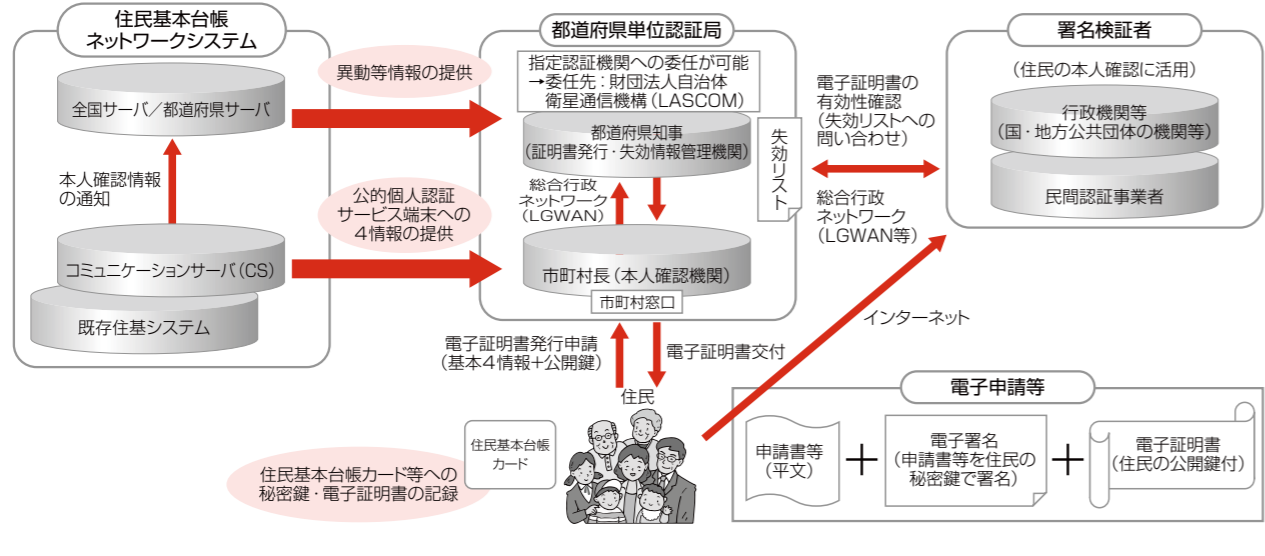 住民基本台帳
ネットワークシステム
全国サーバ／都道府県サーバ
本人確認情報
の通知
コミュニケーションサーバ（CS）
既存住基システム
異動等情報の提供
公的個人認証
サービス端末への
４情報の提供
都道府県単位認証局
指定認証機関への委任が可能
→委任先：財団法人自治体
衛星通信機構（LASCOM）
都道府県知事
（証明書発行・失効情報管理機関）
総合行政
ネットワーク
（LGWAN）
市町村長（本人確認機関）
市町村窓口
失効リスト
電子証明書の
有効性確認
（失効リストへの
問い合わせ）
総合行政
ネットワーク
（LGWAN等）
署名検証者
（住民の本人確認に活用）
行政機関等
（国・地方公共団体の機関等）
民間認証事業者
インターネット
電子証明書発行申請
（基本４情報＋公開鍵）
電子証明書交付
住民
住民基本台帳
カード
住民基本台帳カード等への
秘密鍵・電子証明書の記録
電子申請等
申請書等
（平文）
＋
電子署名
（申請書等を住民の
秘密鍵で署名）
＋
電子証明書
（住民の公開鍵付）